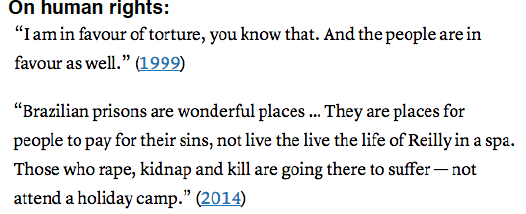 On human rights:
“I am in favour of torture, you know that. And the people are in
favour as well.” (1999)
“Brazilian prisons are wonderful places ... They are places for
people to pay for their sins, not live the live the life of Reilly in a spa.
Those who rape, kidnap and kill are going there to suffer — not
attend a holiday camp.” (2014)